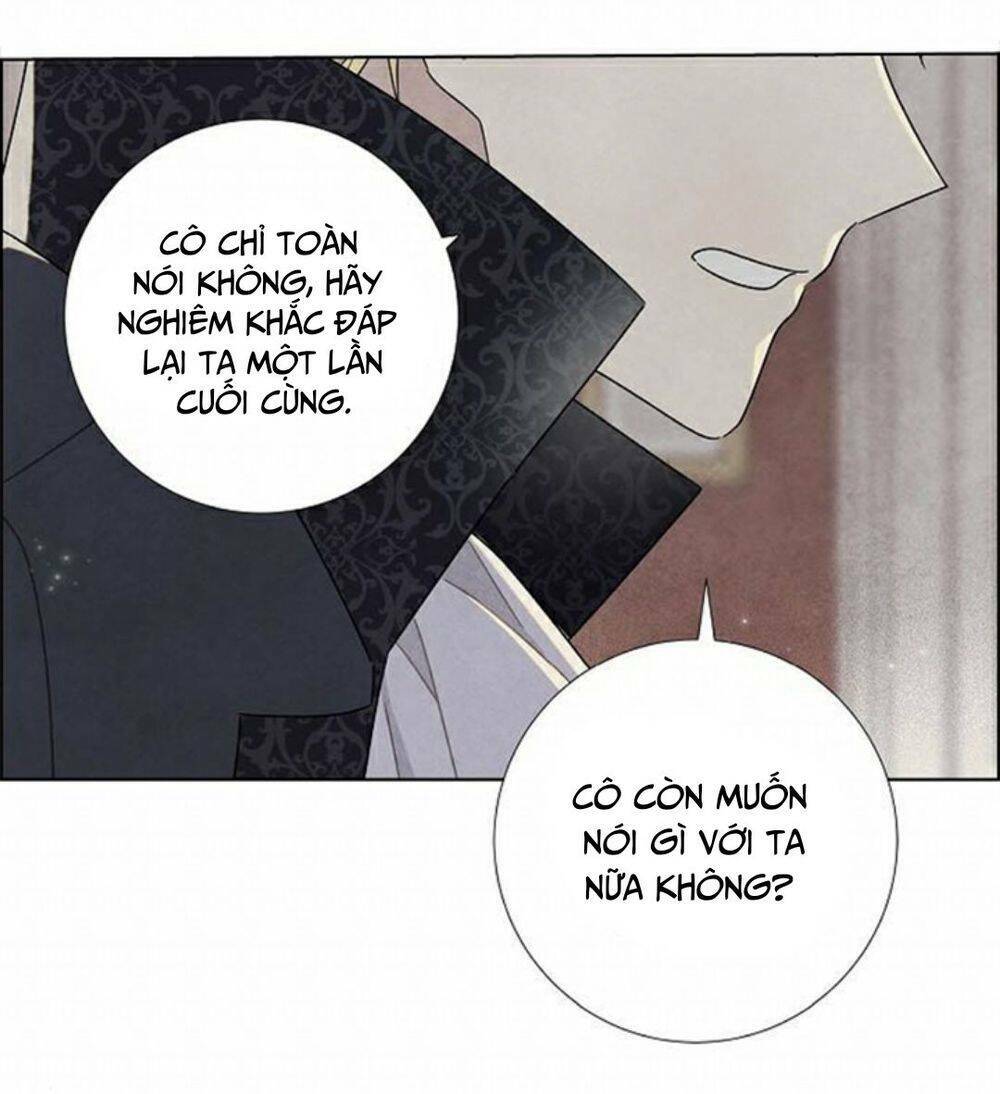 CÔ CHỈ TOÀN
NÓI KHÔNG, HÃY
NGHIÊM KHẮC ĐÁP
LẠI TA MỘT LẦN
CUỐI CÙNG.
CÔ CÒN MUỐN
NÓI GÌ VỚI TA
NỮA KHÔNG?